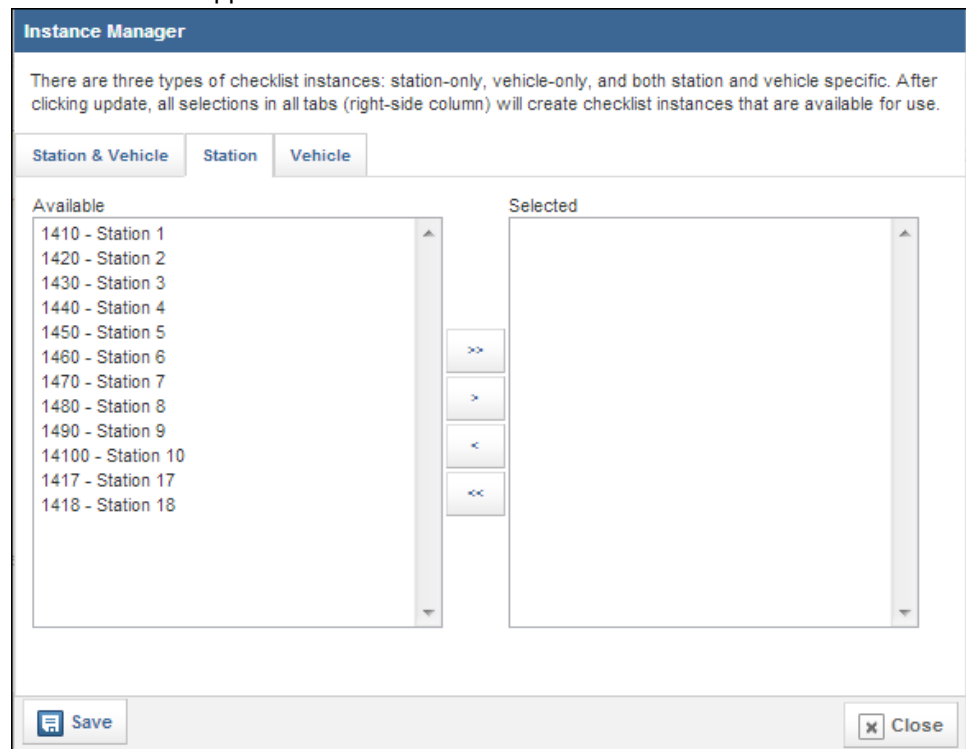 Instance Manager
There are three types of checklist instances: station-only, vehicle-only, and both station and vehicle specific. After
clicking update, all selections in all tabs (right-side column) will create checklist instances that are available for use.
Station & Vehicle Station Vehicle
Available Selected
1410 - Station 1
1420 - Station 2
1430 - Station 3
1440 - Station 4
1450 - Station 5
1460 - Station 6
1470 - Station 7
1480 - Station 8
1490 - Station 9
14100 - Station 10
1417 - Station 17
1418 - Station 18
>>
>
<
<<
Save Close